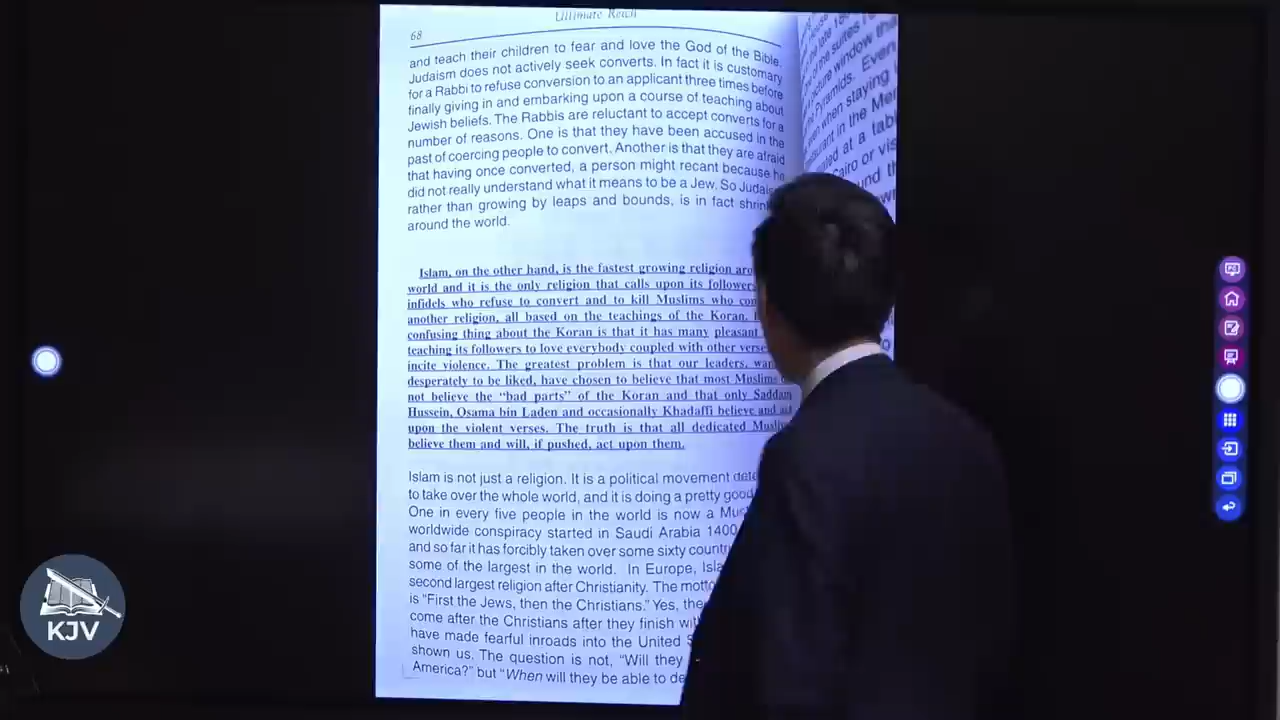 Ultimate Reach
68
and teach their children to fear and love the God of the Bible.
Judaism does not actively seek converts. In fact it is customary
for a Rabbi to refuse conversion to an applicant three times before
finally giving in and embarking upon a course of teaching about
Jewish beliefs. The Rabbis are reluctant to accept converts for a
number of reasons. One is that they have been accused in the
past of coercing people to convert. Another is that they are afraid
that having once converted, a person might recant because he
did not really understand what it means to be a Jew. So
rather than growing by leaps and bounds, is in fact
around the world.
Islam, on the other hand, is the fastest growing religion
world and it is the only religion that calls upon its
infidels who refuse to convert and to kill Muslims who
another religion, all based on the teachings of the Koran.
confusing thing about the Koran is that it has many pleasant
teaching its followers to love everybody coupled with other
incite violence. The greatest problem is that our leaders,
desperately to be liked, have chosen to believe that most Muslims
not believe the "bad parts" of the Koran and that only Saddam
Hussein, Osama bin Laden and occasionally Khadaffi believe and act
upon the violent verses. The truth is that all dedicated
believe them and will, if pushed, act upon them.
Islam is not just a religion. It is a political movement
to take over the whole world, and it is doing a pretty good
One in every five people in the world is now a
worldwide conspiracy started in Saudi Arabia 1400
and so far it has forcibly taken over some sixty
some of the largest in the world. In Europe,
second largest religion after Christianity. The
is "First the Jews, then the Christians." Yes,
come after the Christians after they finish
have made fearful inroads into the United
shown us. The question is not, "Will they
America?" but "When will they be able to
of the suites
picture window
Pyramids. Even
when staying
in the
at a
Cairo or
KJV